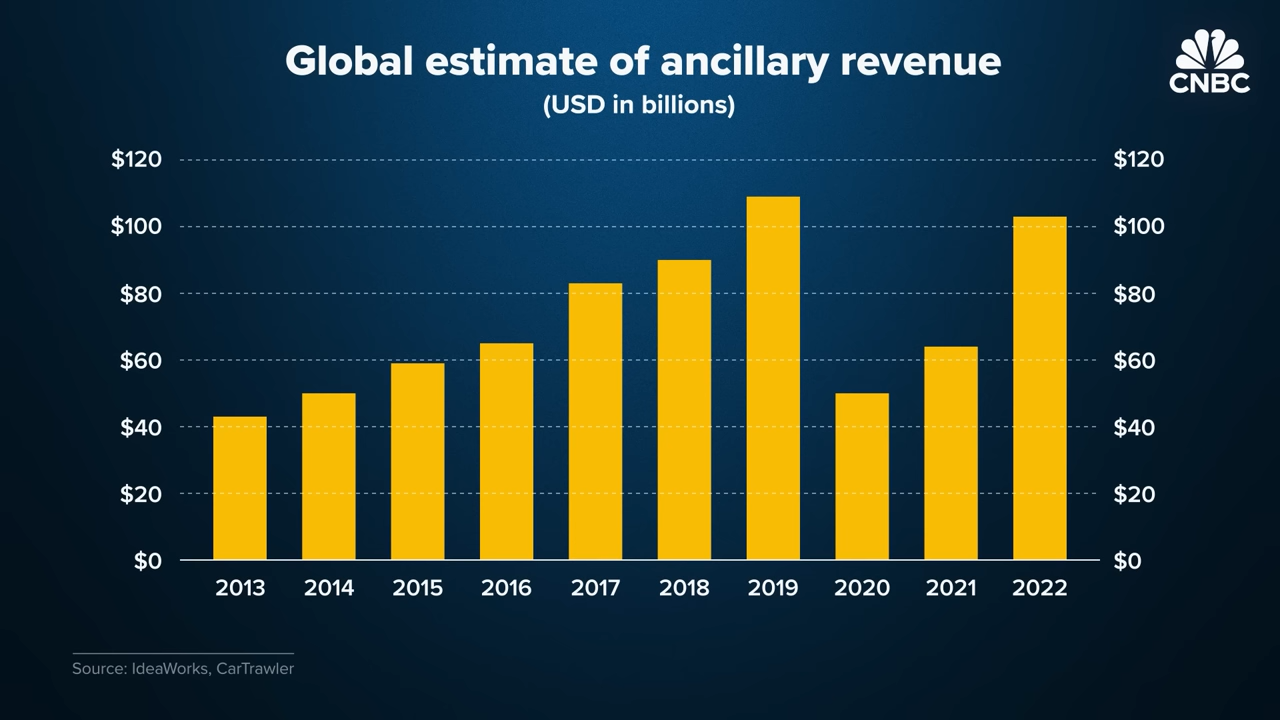 Global estimate of ancillary revenue
(USD in billions)
CNBC
$120
$120
$100
$100
$80
$80
$60
$60
$40
$40
$20
$20
$0
$0
2013 2014 2015 2016 2017 2018 2019 2020 2021 2022
Source: IdeaWorks, CarTrawler